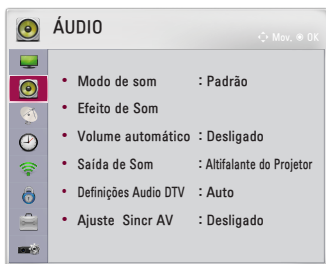 ÁUDIO
Mov. OK
• Modo de som : Padrão
• Efeito de Som
• Volume automático : Desligado
• Saída de Som : Altifalante do Projetor
• Definições Audio DTV : Auto
• Ajuste Sincr AV : Desligado